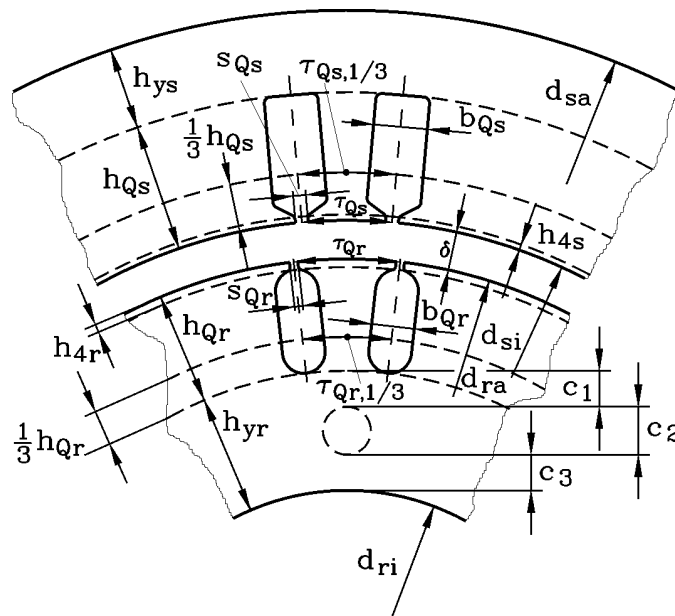 s_Qs
τ_Qs,1/3
h_ys
d_sa
b_Qs
1/3 h_Qs
h_Qs
τ_Qs
h_4s
τ_Qr
δ
s_Qr
b_Qr
h_Qr
d_si
h_4r
d_ra
c_1
τ_Qr,1/3
h_yr
c_2
1/3 h_Qr
c_3
d_ri